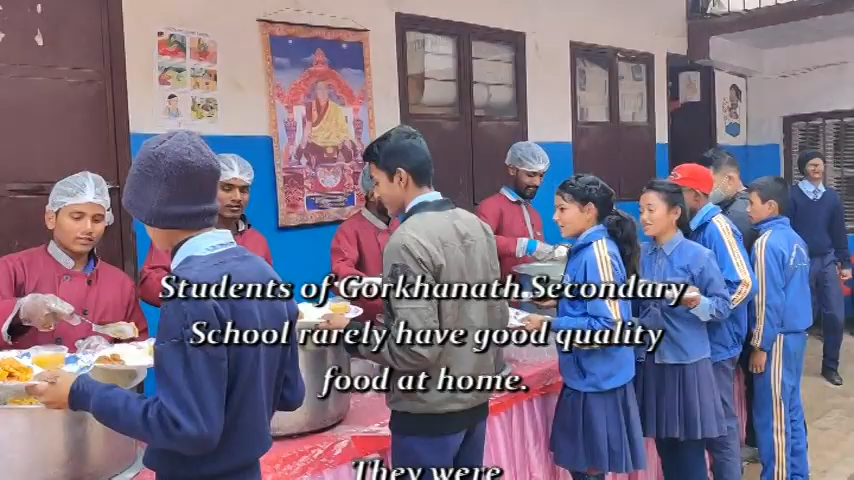 Students of Gorkhanath Secondary
School rarely have good quality
food at home.
They were